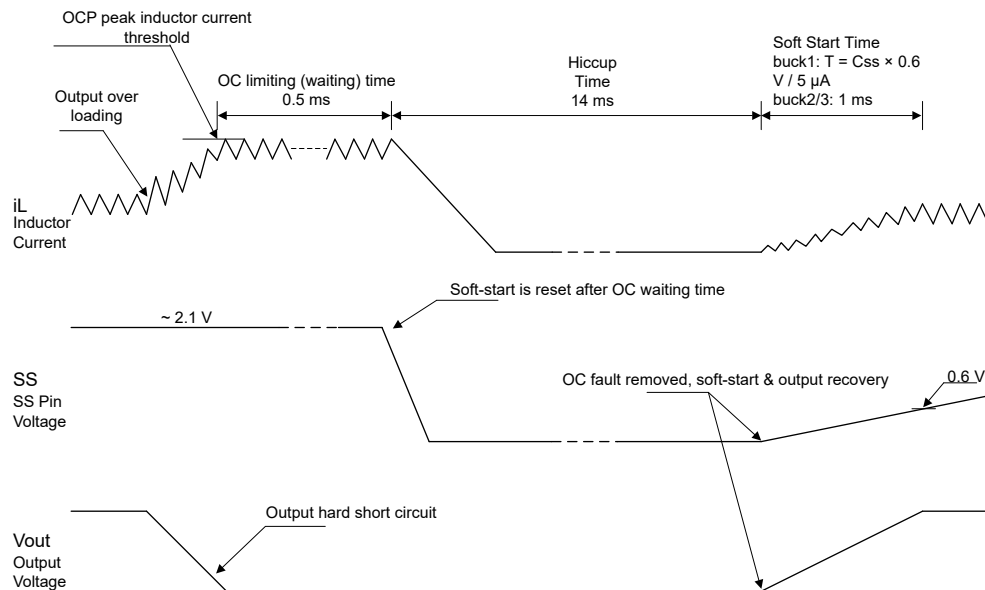 OCP peak inductor current
threshold
OC limiting (waiting) time
0.5 ms
Hiccup
Time
14 ms
Soft Start Time
buck1: T = Css × 0.6
V / 5 µA
buck2/3: 1 ms
Output over
loading
iL
Inductor
Current
Soft-start is reset after OC waiting time
~ 2.1 V
SS
SS Pin
Voltage
OC fault removed, soft-start & output recovery
0.6 V
Output hard short circuit
Vout
Output
Voltage